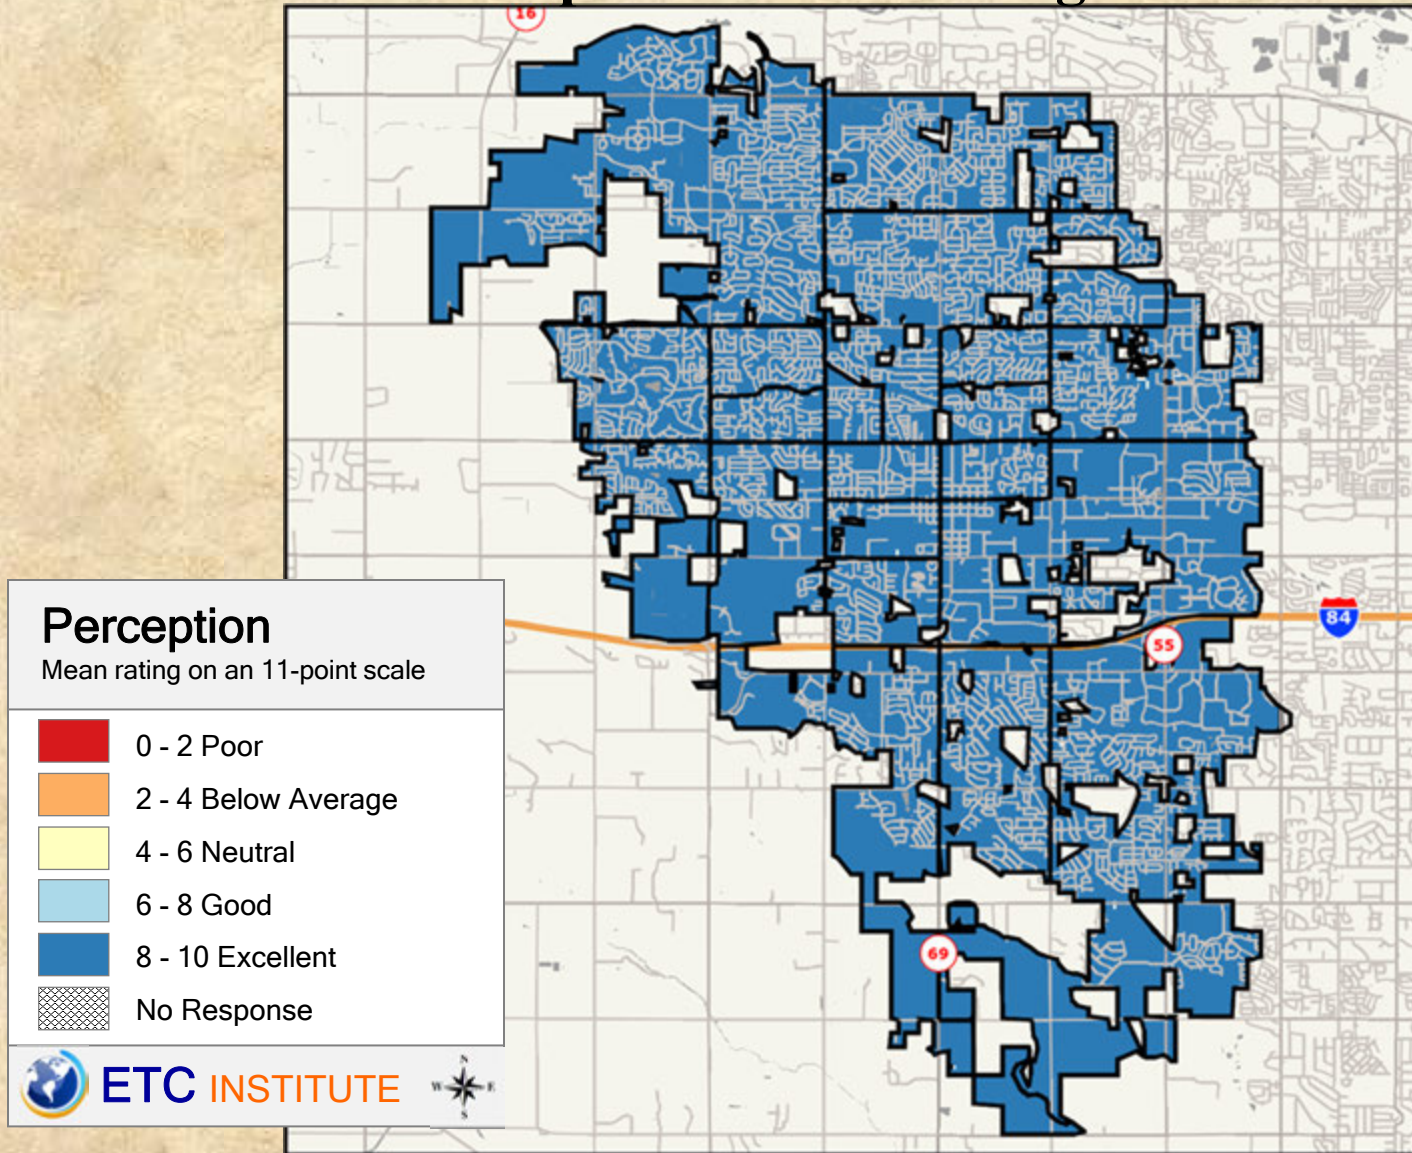 16
84
55
69
Perception
Mean rating on an 11-point scale
0 - 2 Poor
2 - 4 Below Average
4 - 6 Neutral
6 - 8 Good
8 - 10 Excellent
No Response
ETC INSTITUTE
N
W E
S